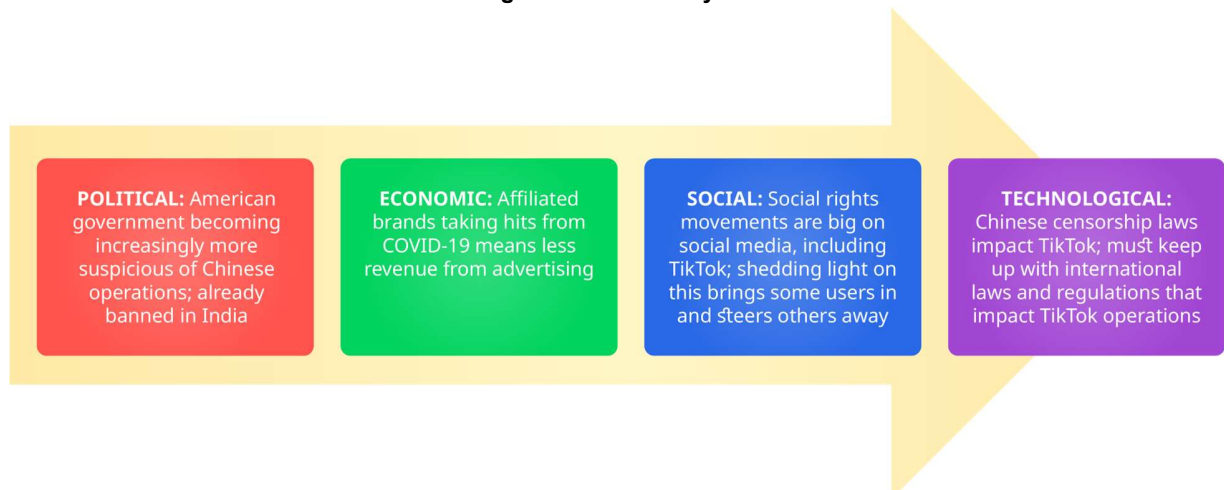 POLITICAL: American
government becoming
increasingly more
suspicious of Chinese
operations; already
banned in India
ECONOMIC: Affiliated
brands taking hits from
COVID-19 means less
revenue from advertising
SOCIAL: Social rights
movements are big on
social media, including
TikTok; shedding light on
this brings some users in
and steers others away
TECHNOLOGICAL:
Chinese censorship laws
impact TikTok; must keep
up with international
laws and regulations that
impact TikTok operations